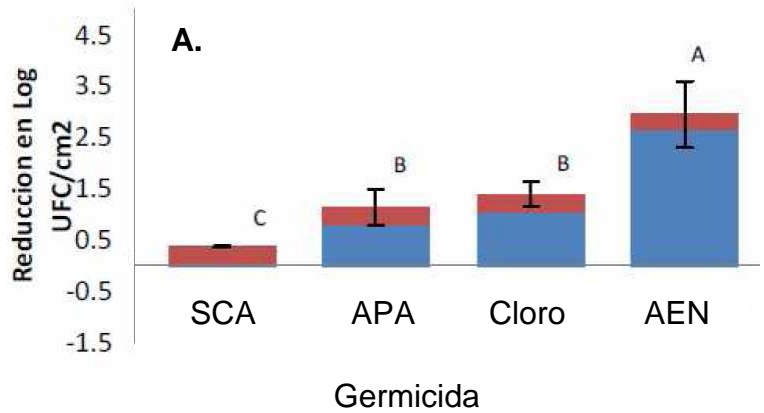 A.
Reduccion en Log
UFC/cm2
4.5
3.5
2.5
1.5
0.5
-0.5
-1.5
C
B
B
A
SCA APA Cloro AEN
Germicida